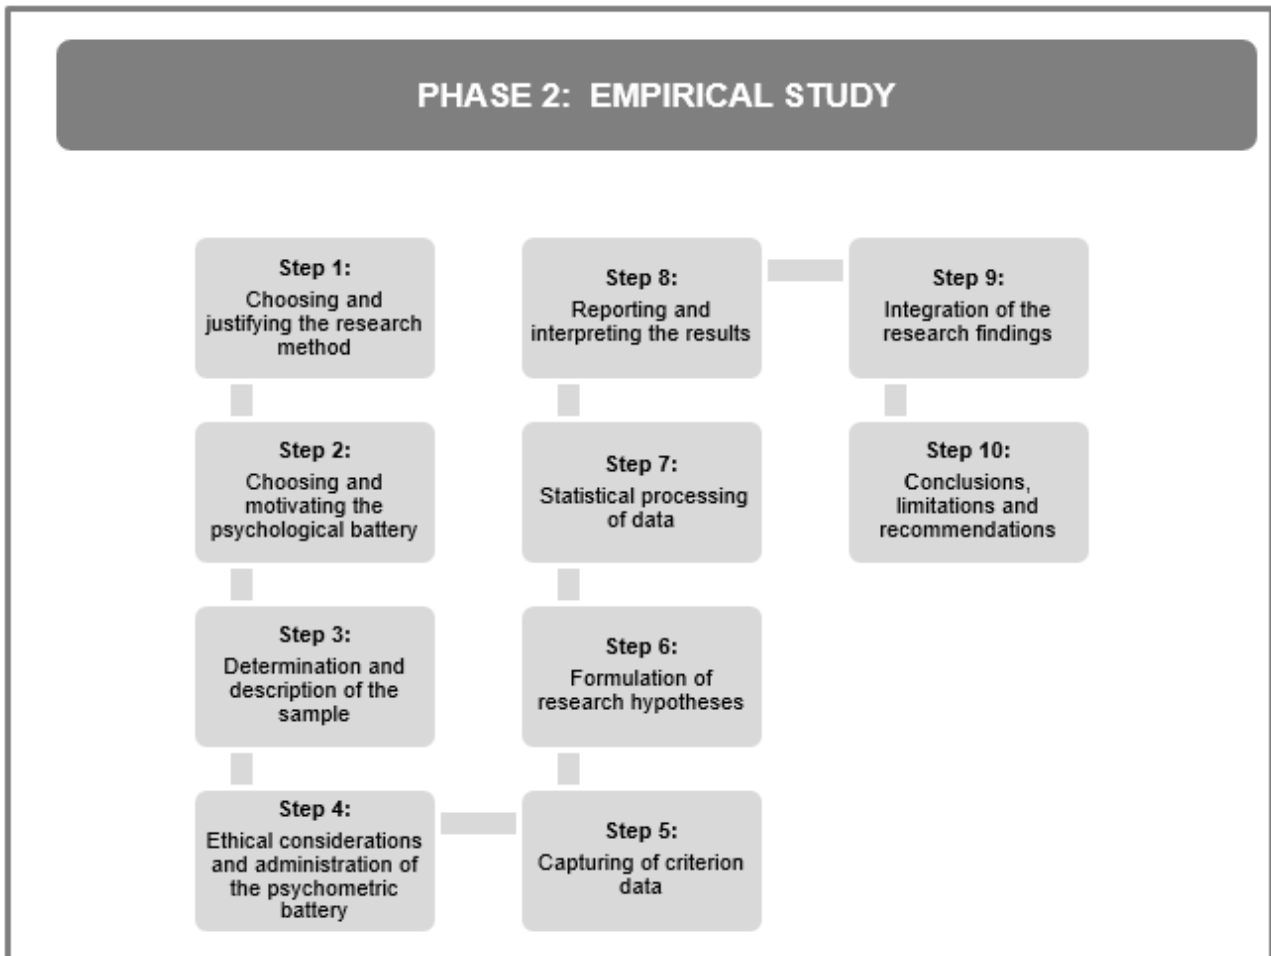 PHASE 2: EMPIRICAL STUDY
Step 1:
Choosing and
justifying the research
method
Step 2:
Choosing and
motivating the
psychological battery
Step 3:
Determination and
description of the
sample
Step 4:
Ethical considerations
and administration of
the psychometric
battery
Step 5:
Capturing of criterion
data
Step 6:
Formulation of
research hypotheses
Step 7:
Statistical processing
of data
Step 8:
Reporting and
interpreting the results
Step 9:
Integration of the
research findings
Step 10:
Conclusions,
limitations and
recommendations